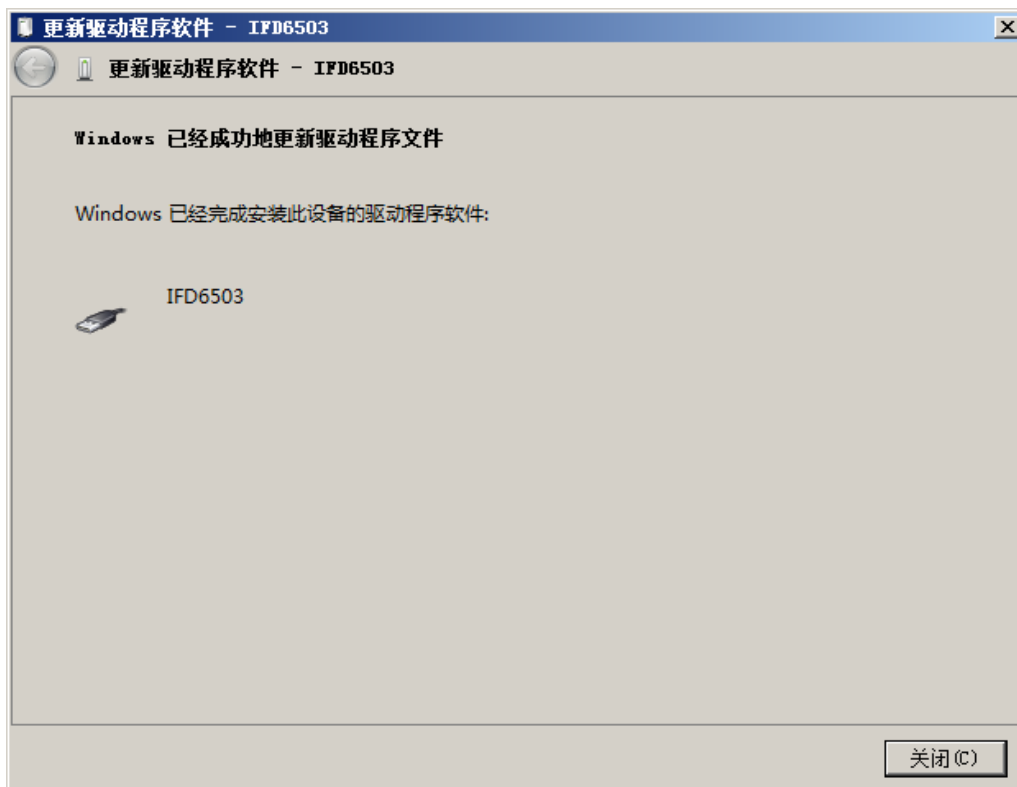 更新驱动程序软件 - IFD6503
更新驱动程序软件 - IFD6503
Windows 已经成功地更新驱动程序文件
Windows 已经完成安装此设备的驱动程序软件:
IFD6503
关闭(C)